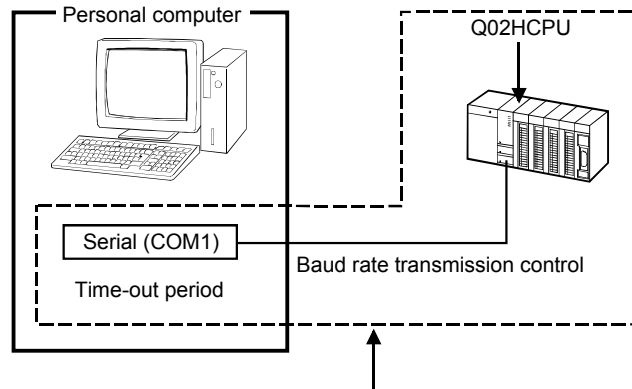 Personal computer
Q02HCPU
Serial (COM1)
Baud rate transmission control
Time-out period